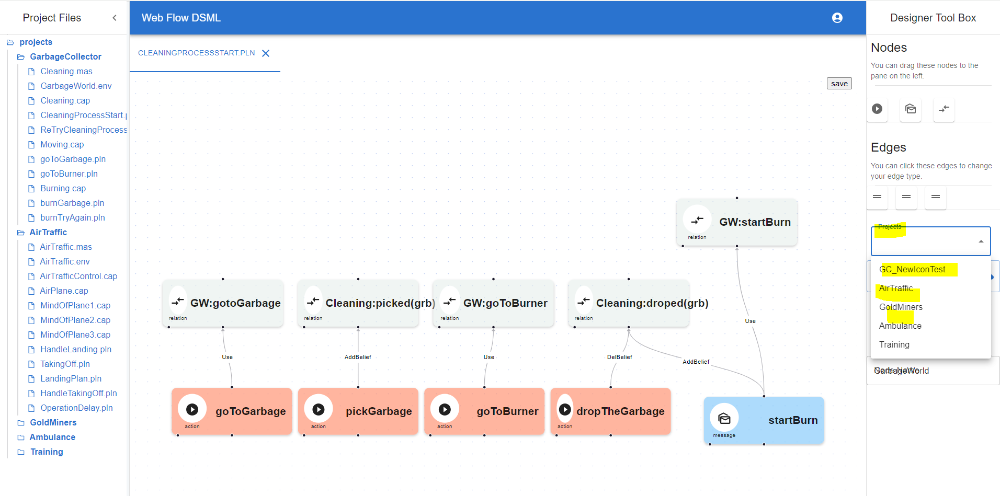 Project Files
Web Flow DSML
Designer Tool Box
projects
GarbageCollector
Cleaning.mas
GarbageWorld.env
Cleaning.cap
CleaningProcessStart.p
ReTryCleaningProcess
Moving.cap
goToGarbage.pln
goToBurner.pln
Burning.cap
burnGarbage.pln
burnTryAgain.pln
AirTraffic
AirTraffic.mas
AirTraffic.env
AirTrafficControl.cap
AirPlane.cap
MindOfPlane1.cap
MindOfPlane2.cap
MindOfPlane3.cap
HandleLanding.pln
TakingOff.pln
LandingPlan.pln
HandleTakingOff.pln
OperationDelay.pln
GoldMiners
Ambulance
Training
CLEANINGPROCESSSTART.PLN
save
GW:startBurn
relation
GW:gotoGarbage
relation
Cleaning:picked(grb)
relation
GW:goToBurner
relation
Cleaning:droped(grb)
relation
Use
Use
AddBelief
Use
DelBelief
AddBelief
goToGarbage
action
pickGarbage
action
goToBurner
action
dropTheGarbage
action
startBurn
message
Nodes
You can drag these nodes to the
pane on the left.
Edges
You can click these edges to change
your edge type.
Projects
GC_NewIconTest
AirTraffic
GoldMiners
Ambulance
Training
Node Name
GarbageWorld